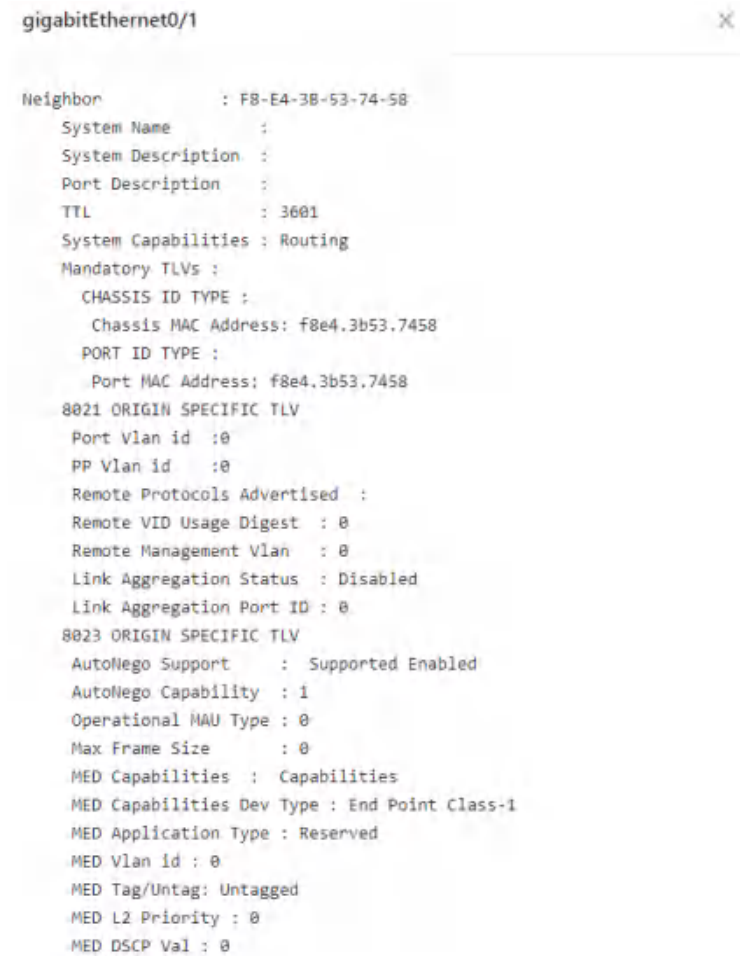 gigabitEthernet0/1
Neighbor : F8-E4-3B-53-74-58
System Name :
System Description :
Port Description :
TTL : 3601
System Capabilities : Routing
Mandatory TLVs :
CHASSIS ID TYPE :
Chassis MAC Address: f8e4.3b53.7458
PORT ID TYPE :
Port MAC Address: f8e4.3b53.7458
8021 ORIGIN SPECIFIC TLV
Port Vlan id :0
PP Vlan id :0
Remote Protocols Advertised :
Remote VID Usage Digest : 0
Remote Management Vlan : 0
Link Aggregation Status : Disabled
Link Aggregation Port ID : 0
8023 ORIGIN SPECIFIC TLV
AutoNego Support : Supported Enabled
AutoNego Capability : 1
Operational MAU Type : 0
Max Frame Size : 0
MED Capabilities : Capabilities
MED Capabilities Dev Type : End Point Class-1
MED Application Type : Reserved
MED Vlan id : 0
MED Tag/Untag: Untagged
MED L2 Priority : 0
MED DSCP Val : 0